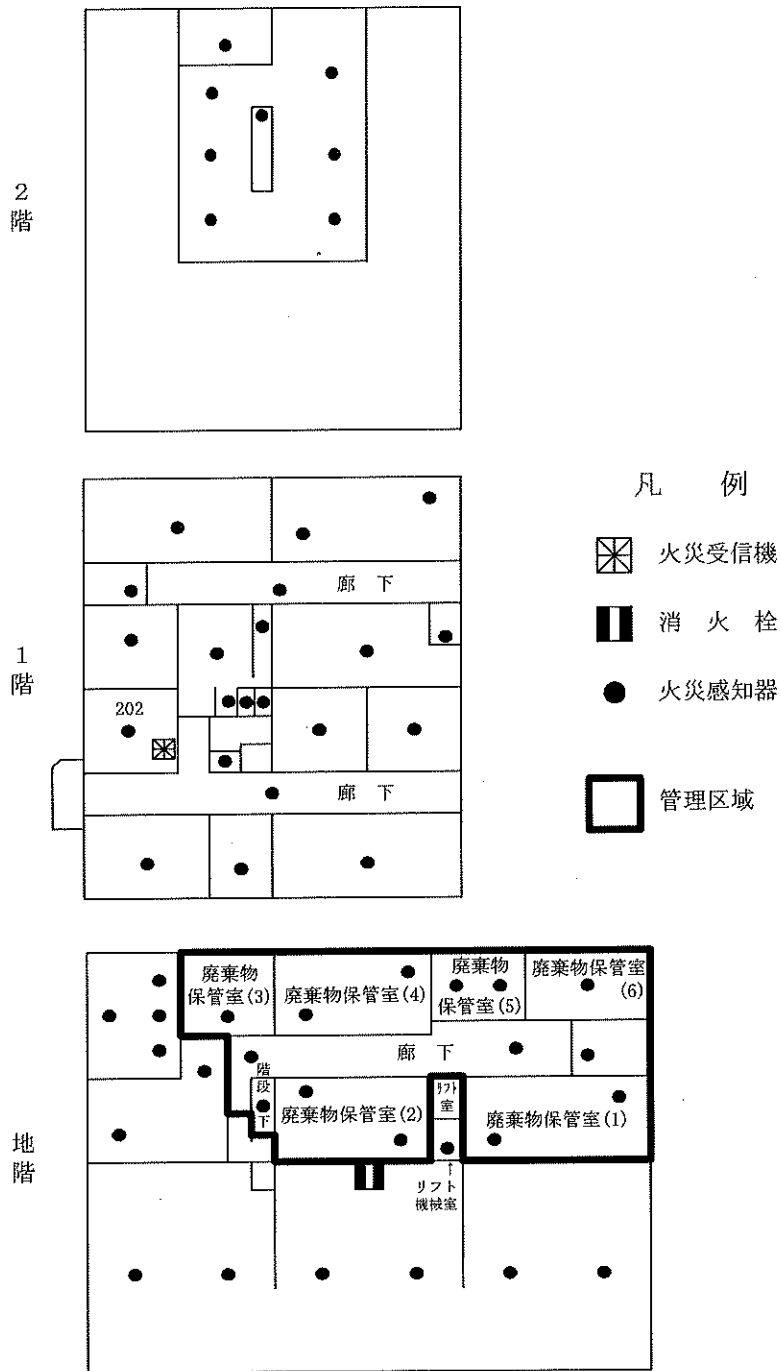 2
階
凡 例
火災受信機
消 火 栓
火災感知器
管理区域
1
階
廊 下
202
廊 下
地
階
廃棄物
保管室(3)
廃棄物保管室(4)
廃棄物
保管室(5)
廃棄物保管室
(6)
廊 下
階
段
下
廃棄物保管室(2)
リフト
室
廃棄物保管室(1)
↑
リフト
機械室